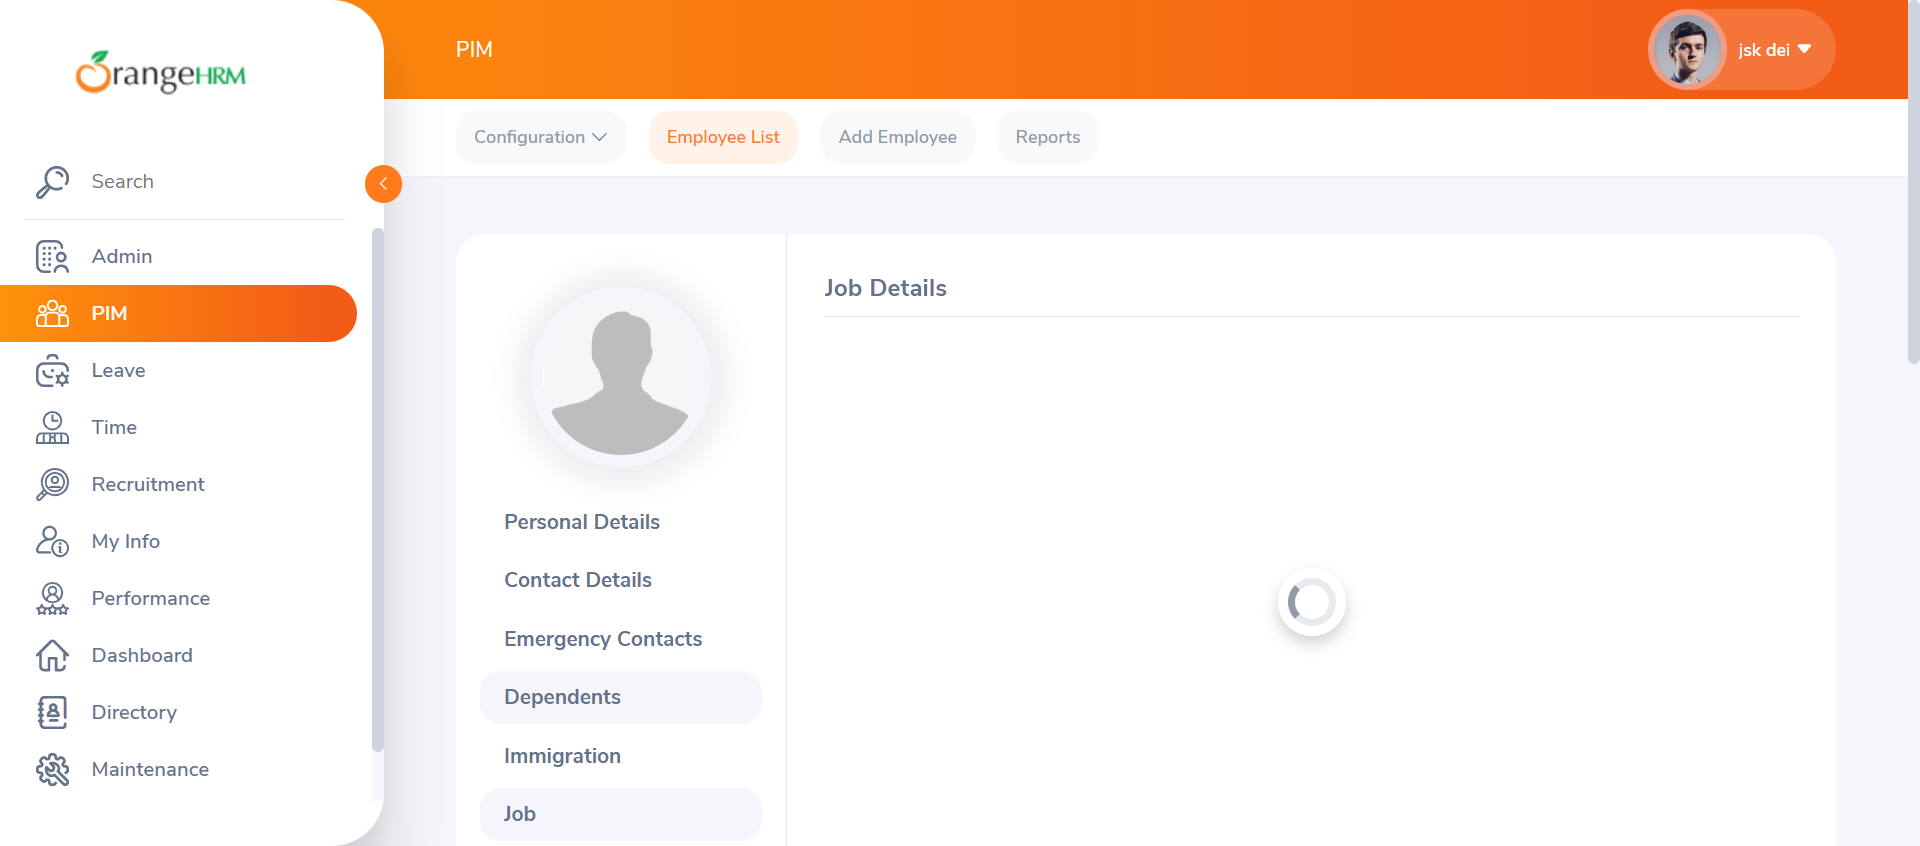 OrangeHRM
PIM
jsk dei
Configuration
Employee List
Add Employee
Reports
Search
Admin
PIM
Leave
Time
Recruitment
My Info
Performance
Dashboard
Directory
Maintenance
Personal Details
Contact Details
Emergency Contacts
Dependents
Immigration
Job
Job Details